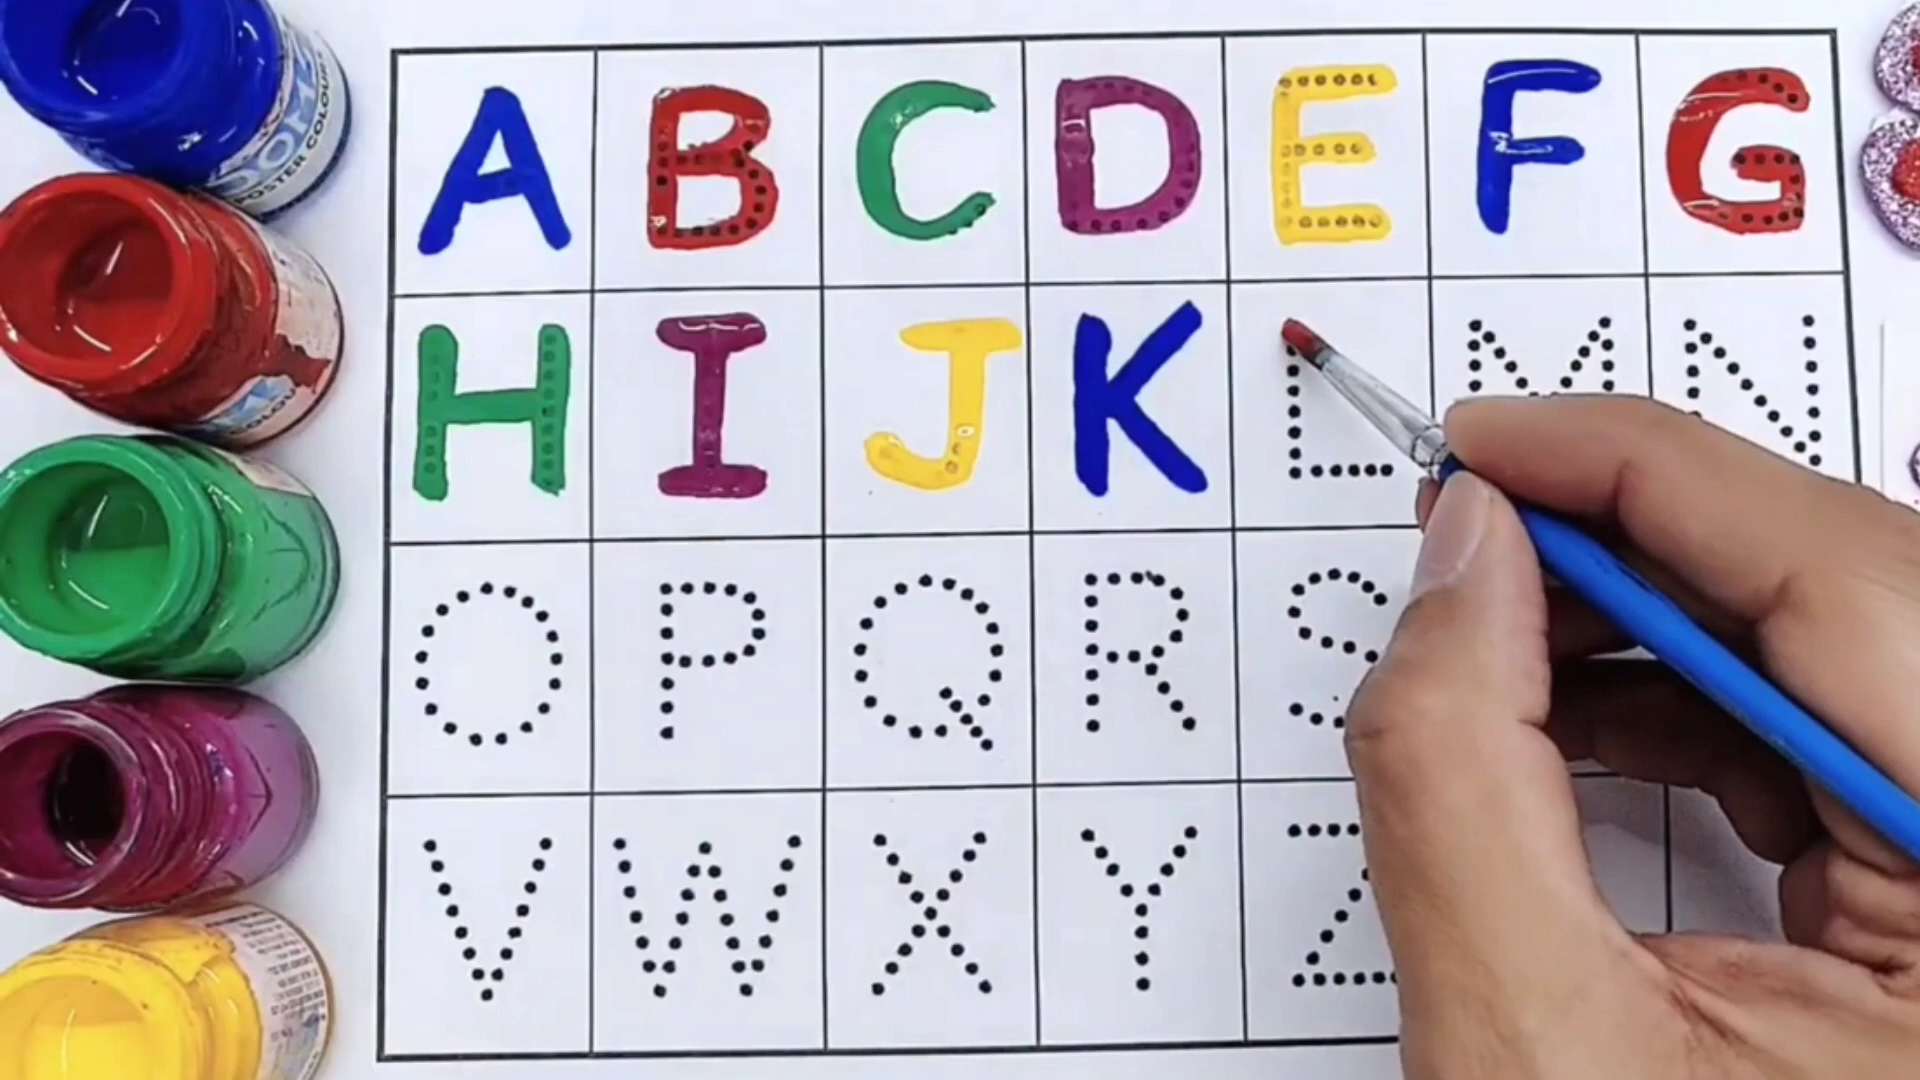 A B C D E F G
H I J K L M N
O P Q R S
V W X Y Z
POSTER COLOUR